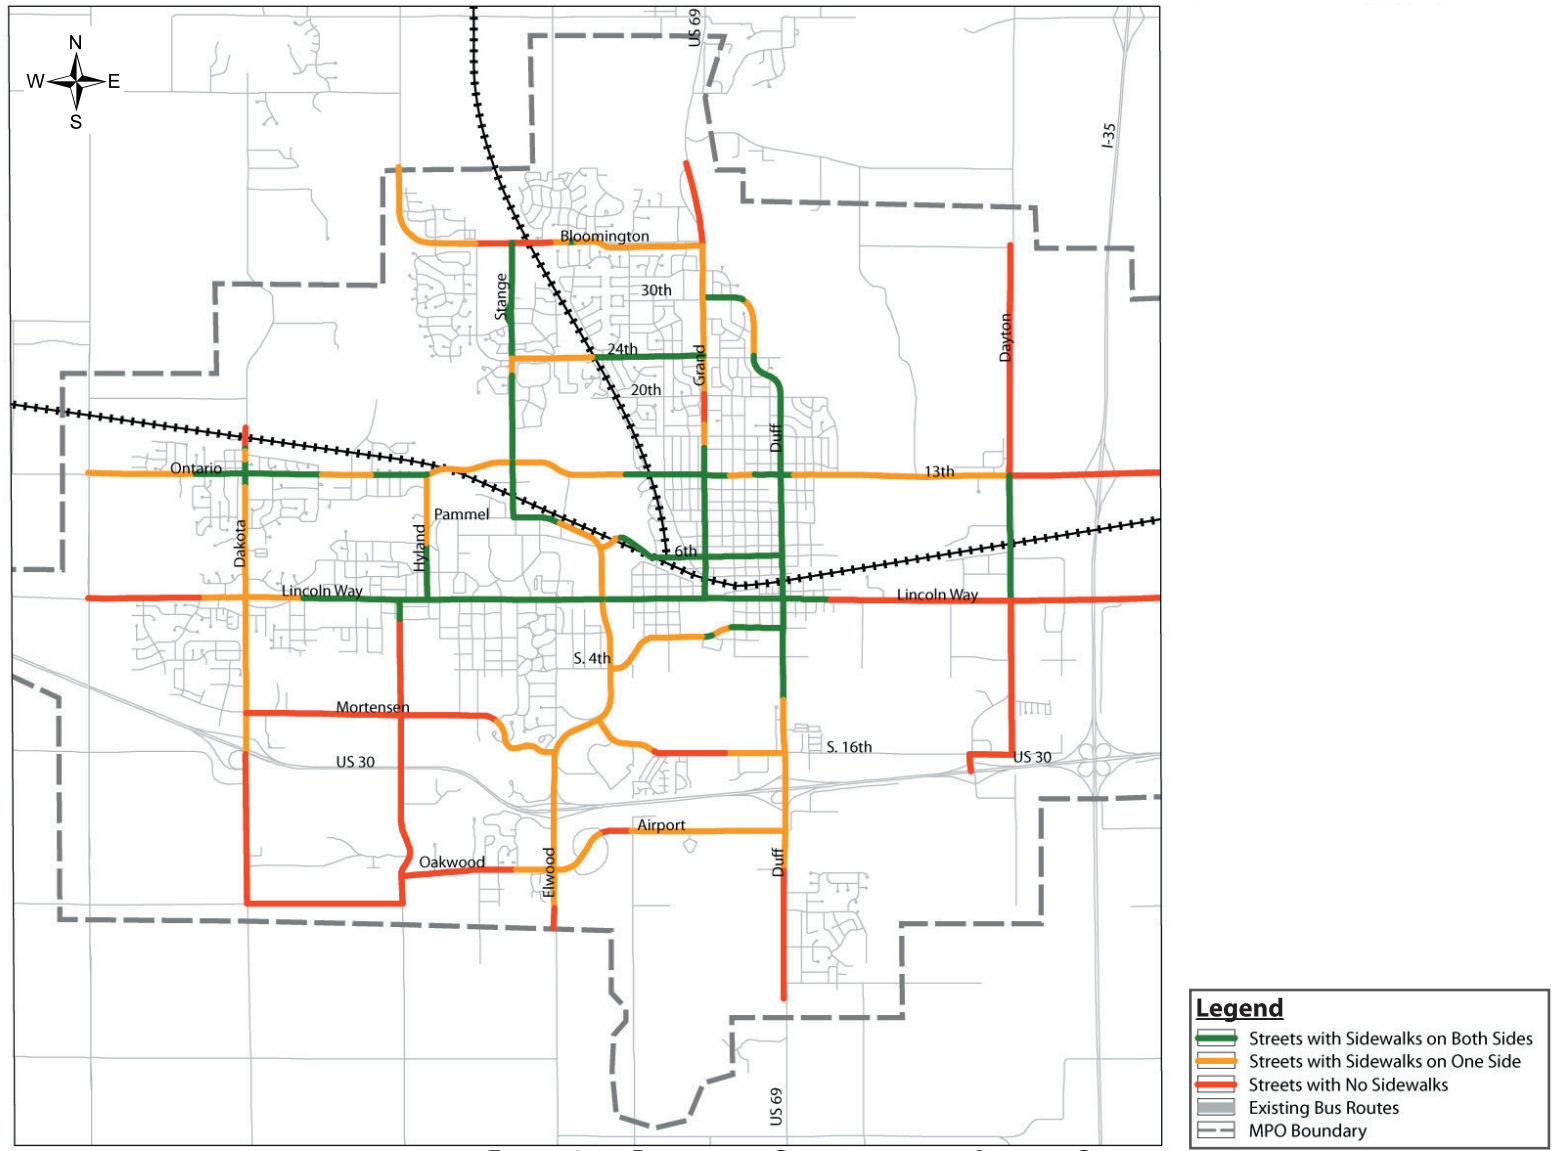 US 69
N
W E
S
I-35
Bloomington
Stange
30th
Dayton
24th
Grand
20th
Duff
Ontario
13th
Pammel
Dakota
Hyland
6th
Lincoln Way
Lincoln Way
S. 4th
Mortensen
S. 16th
US 30
US 30
Airport
Oakwood
Elwood
Duff
US 69
Legend
Streets with Sidewalks on Both Sides
Streets with Sidewalks on One Side
Streets with No Sidewalks
Existing Bus Routes
MPO Boundary